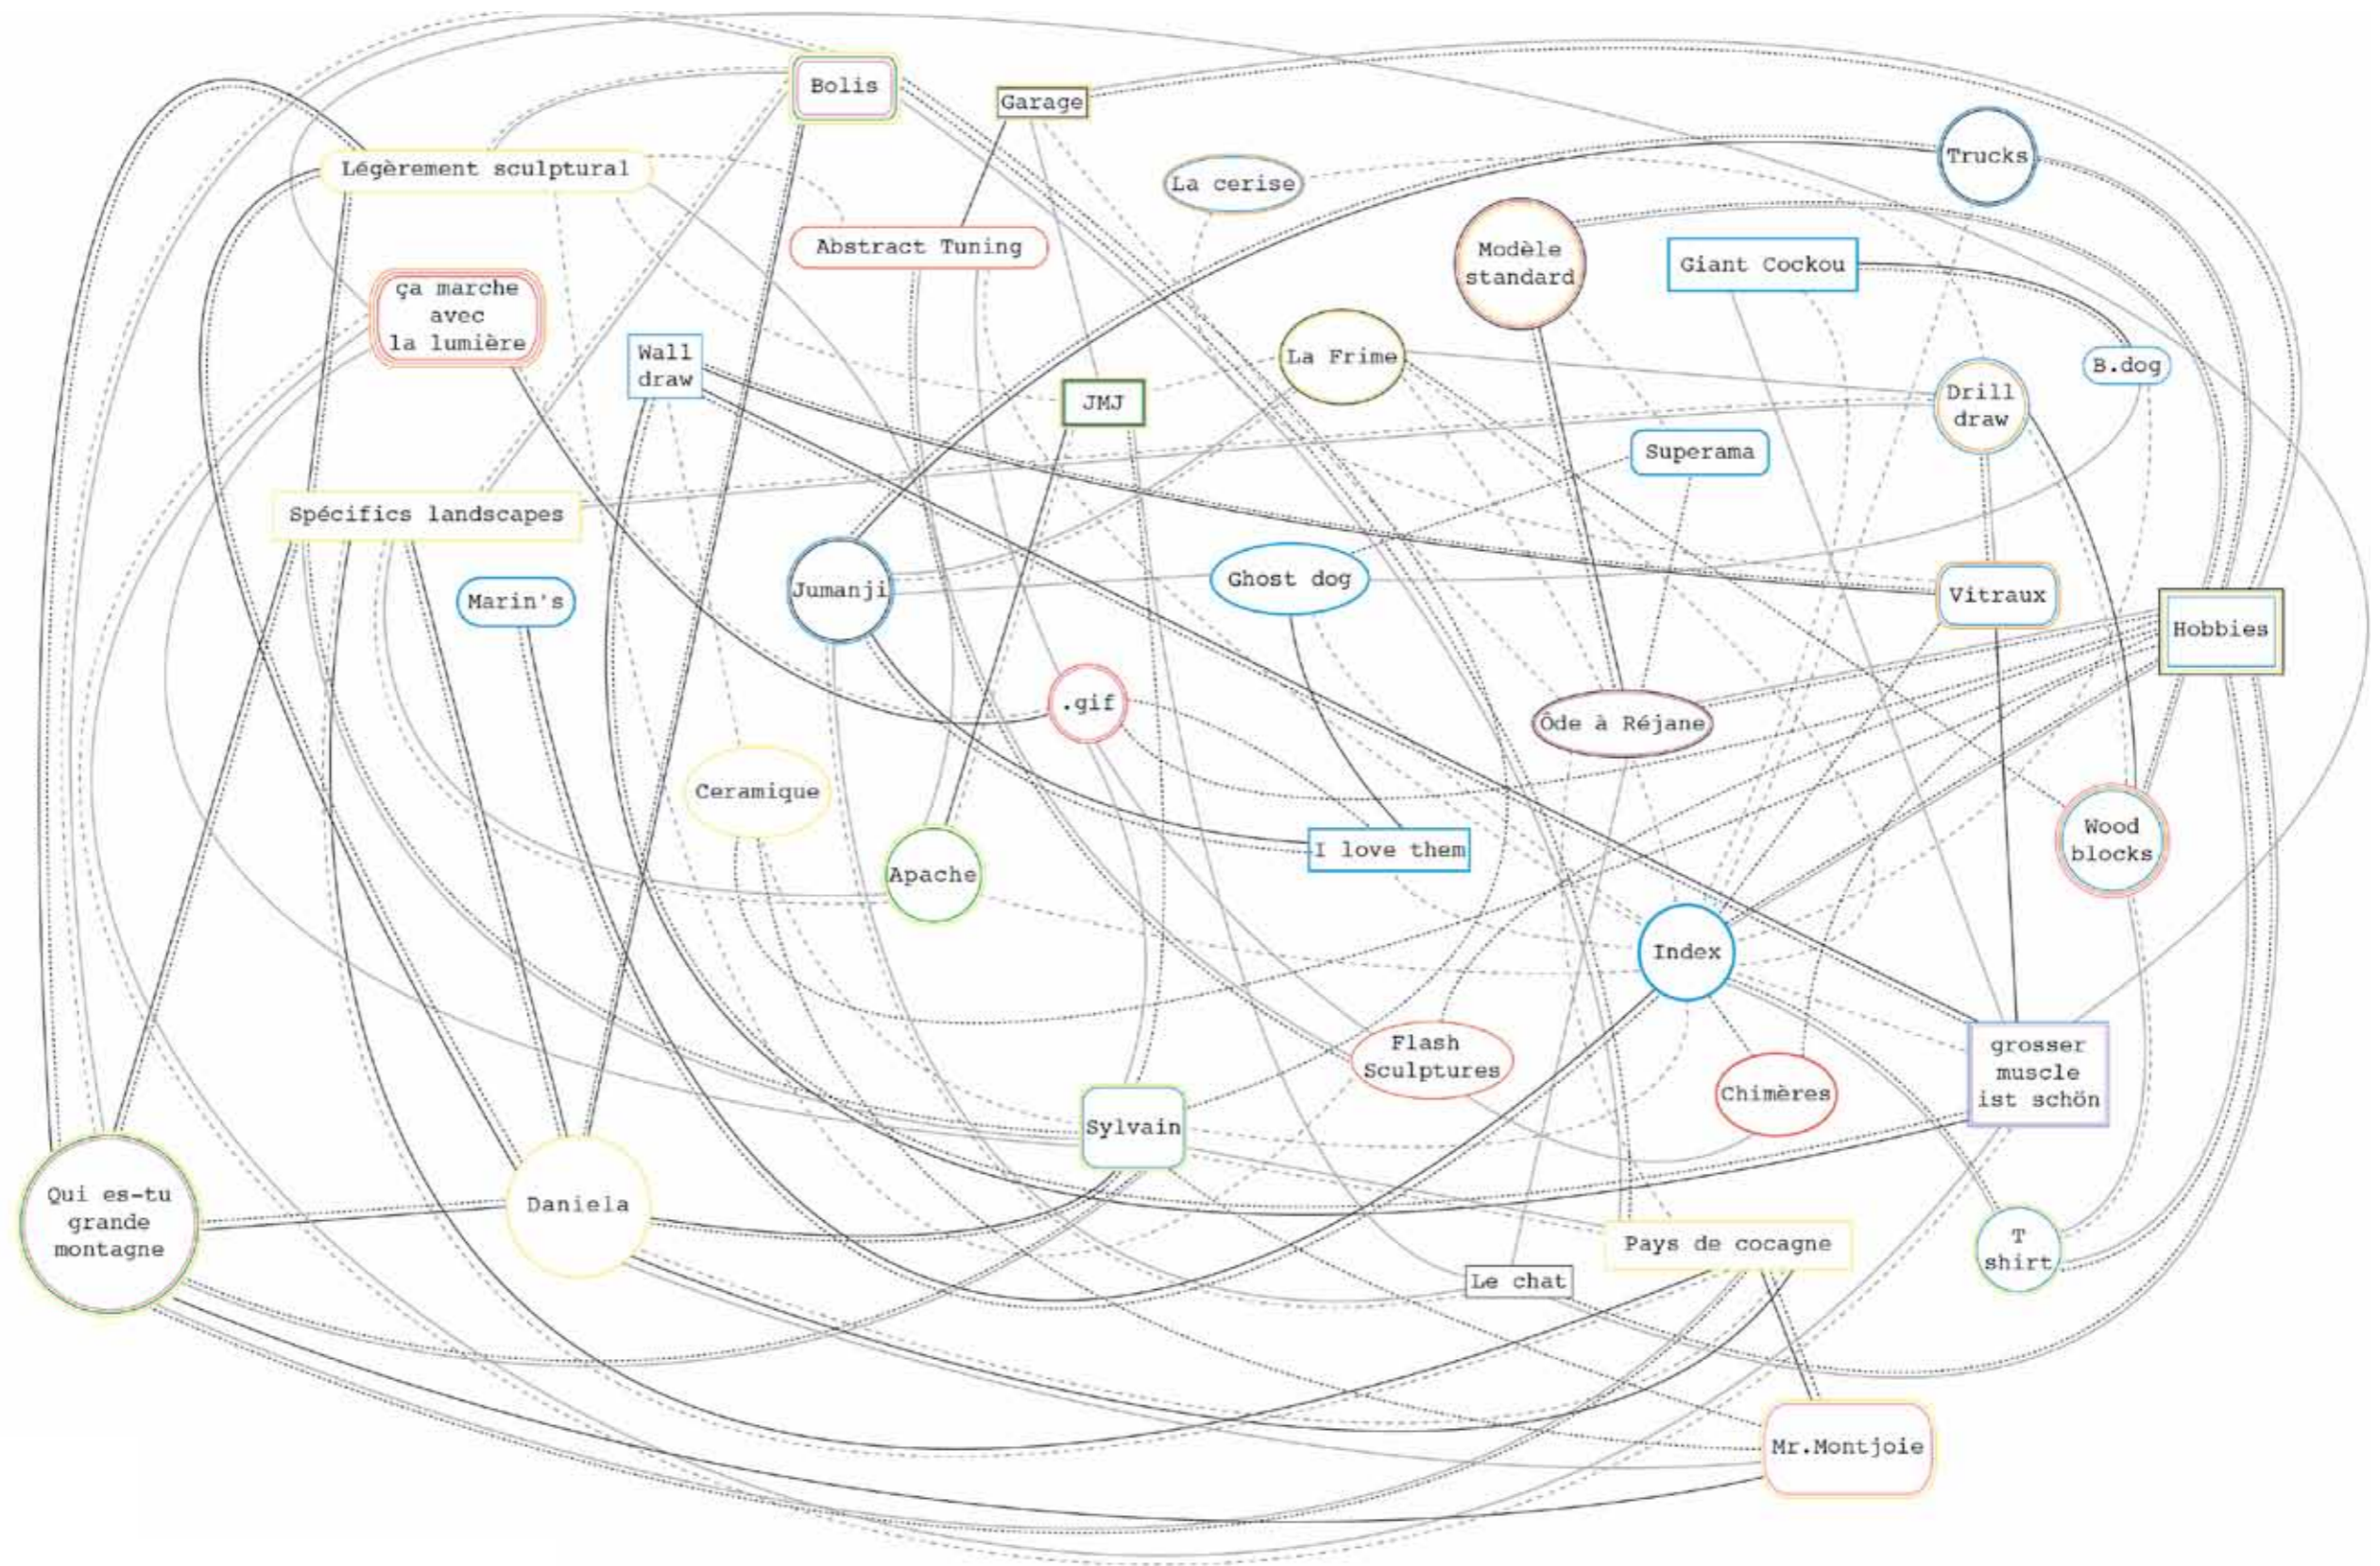 Bolis
Garage
Trucks
Légèrement sculptural
La cerise
Abstract Tuning
Modèle
standard
Giant Cockou
ça marche
avec
la lumière
Wall
draw
La Frime
B.dog
JMJ
Drill
draw
Superama
Spécifics landscapes
Marin's
Jumanji
Ghost dog
Vitraux
Hobbies
.gif
Ôde à Réjane
Ceramique
Apache
I love them
Wood
blocks
Index
Flash
Sculptures
Chimères
grosser
muscle
ist schön
Sylvain
Qui es-tu
grande
montagne
Daniela
Pays de cocagne
T
shirt
Le chat
Mr.Montjoie